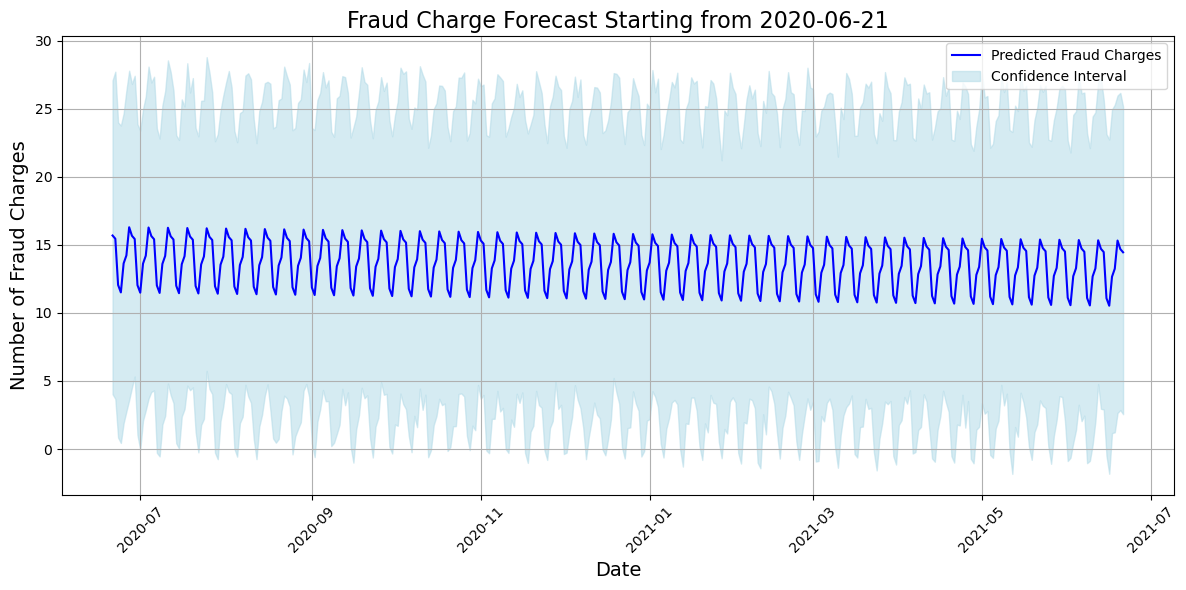 Fraud Charge Forecast Starting from 2020-06-21
Number of Fraud Charges
30
25
20
15
10
5
0
Predicted Fraud Charges
Confidence Interval
2020-07
2020-09
2020-11
2021-01
2021-03
2021-05
2021-07
Date